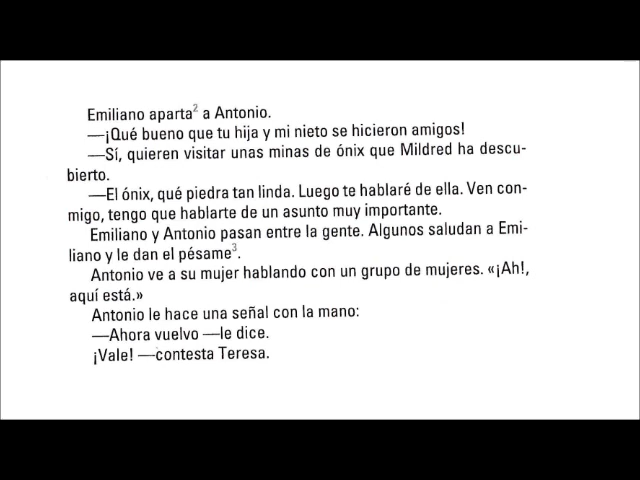 Emiliano aparta² a Antonio.
—¡Qué bueno que tu hija y mi nieto se hicieron amigos!
—Sí, quieren visitar unas minas de ónix que Mildred ha descu-
bierto.
—El ónix, qué piedra tan linda. Luego te hablaré de ella. Ven con-
migo, tengo que hablarte de un asunto muy importante.
Emiliano y Antonio pasan entre la gente. Algunos saludan a Emi-
liano y le dan el pésame³.
Antonio ve a su mujer hablando con un grupo de mujeres. «¡Ah!,
aquí está.»
Antonio le hace una señal con la mano:
—Ahora vuelvo —le dice.
¡Vale! —contesta Teresa.